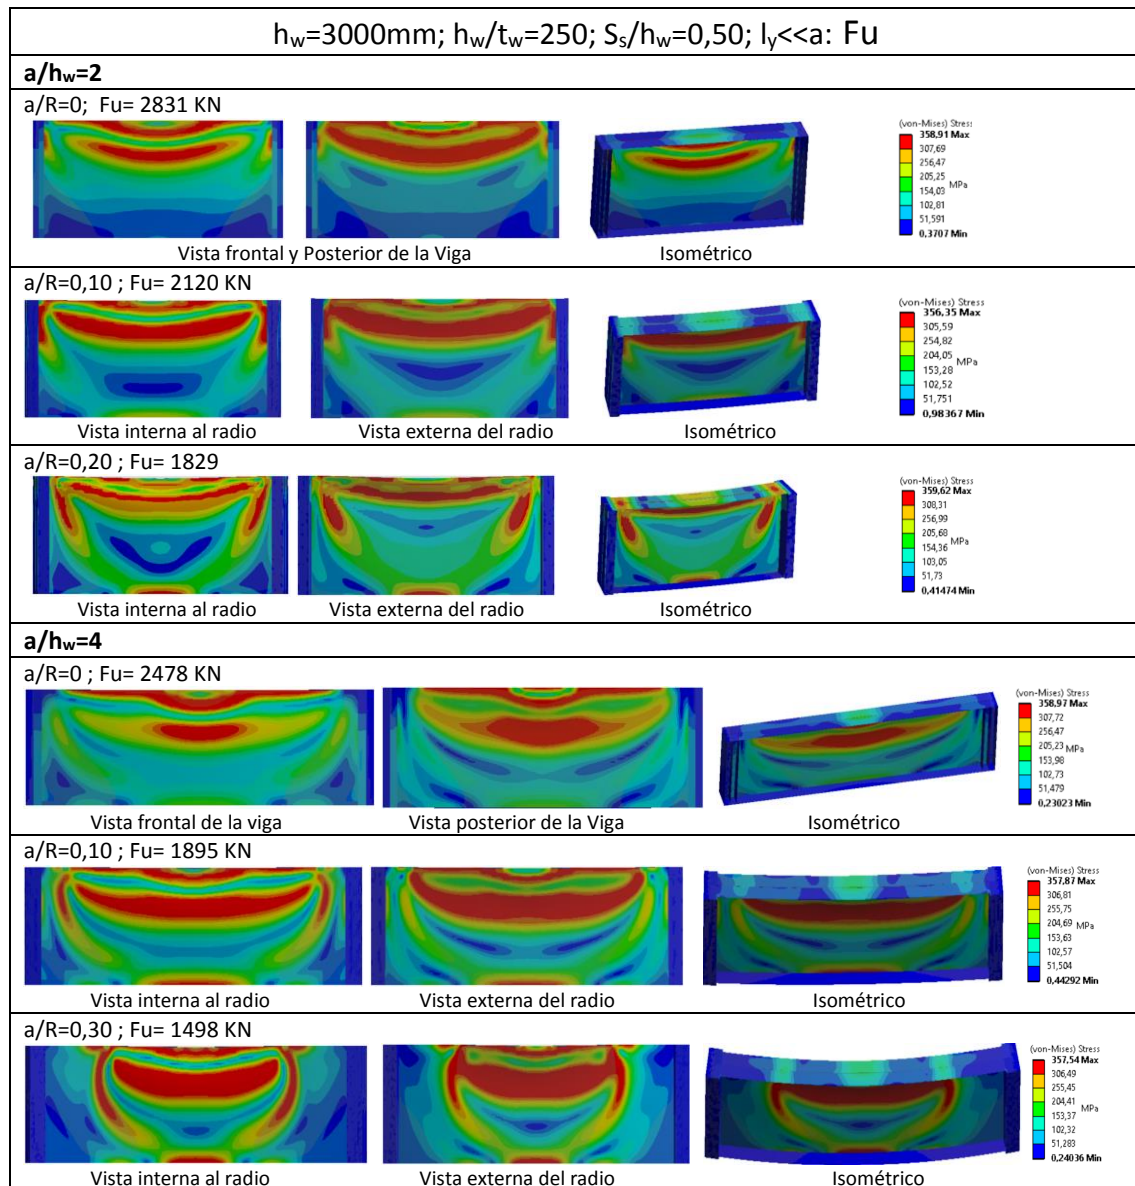 hw=3000mm; hw/tw=250; Ss/hw=0,50; ly<<a: Fu
a/hw=2
a/R=0; Fu= 2831 KN
(von-Mises) Stress
358,91 Max
307,69
256,47
205,25
154,03
102,81
51,591
0,3707 Min
MPa
Vista frontal y Posterior de la Viga
Isométrico
a/R=0,10 ; Fu= 2120 KN
(von-Mises) Stress
356,35 Max
305,59
254,82
204,05
153,28
102,52
51,751
0,98367 Min
MPa
Vista interna al radio
Vista externa del radio
Isométrico
a/R=0,20 ; Fu= 1829
(von-Mises) Stress
359,62 Max
308,31
256,99
205,68
154,36
103,05
51,73
0,41474 Min
MPa
Vista interna al radio
Vista externa del radio
Isométrico
a/hw=4
a/R=0 ; Fu= 2478 KN
(von-Mises) Stress
358,97 Max
307,72
256,47
205,23
153,98
102,73
51,479
0,23023 Min
MPa
Vista frontal de la viga
Vista posterior de la Viga
Isométrico
a/R=0,10 ; Fu= 1895 KN
(von-Mises) Stress
357,87 Max
306,81
255,75
204,69
153,63
102,57
51,504
0,44292 Min
MPa
Vista interna al radio
Vista externa del radio
Isométrico
a/R=0,30 ; Fu= 1498 KN
(von-Mises) Stress
357,54 Max
306,49
255,45
204,41
153,37
102,32
51,283
0,24036 Min
MPa
Vista interna al radio
Vista externa del radio
Isométrico